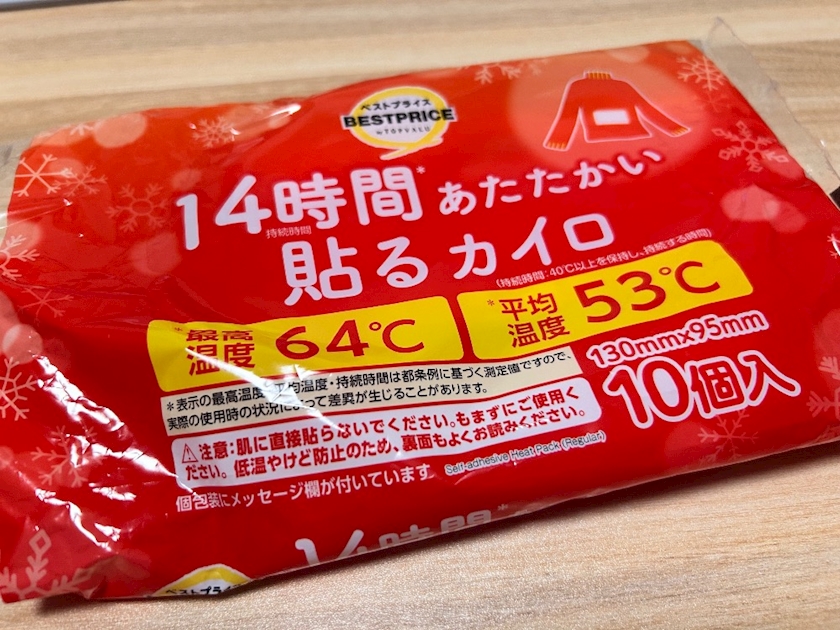 ベストプライス
BESTPRICE
by TOPVALU
14時間*あたたかい
持続時間
貼るカイロ
(持続時間:40℃以上を保持し、持続する時間)
*最高温度 64℃
*平均温度 53℃
130mm×95mm
10個入
*表示の最高温度・平均温度・持続時間は都条例に基づく測定値ですので、
実際の使用時の状況によって差異が生じることがあります。
注意:肌に直接貼らないでください。もまずにご使用く
ださい。低温やけど防止のため、裏面もよくお読みください。
Self-adhesive Heat Pack (Regular)
個包装にメッセージ欄が付いています
14時間*
ベストプライス